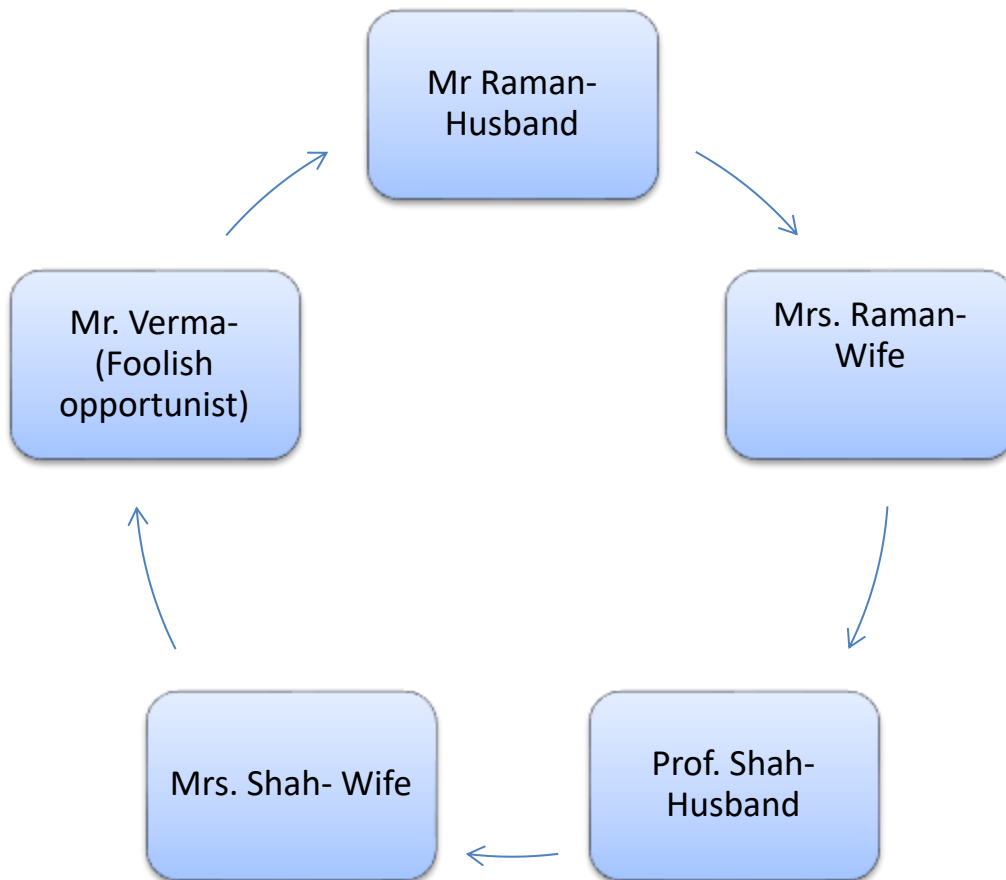 Mr Raman-
Husband
Mrs. Raman-
Wife
Prof. Shah-
Husband
Mrs. Shah- Wife
Mr. Verma-
(Foolish
opportunist)